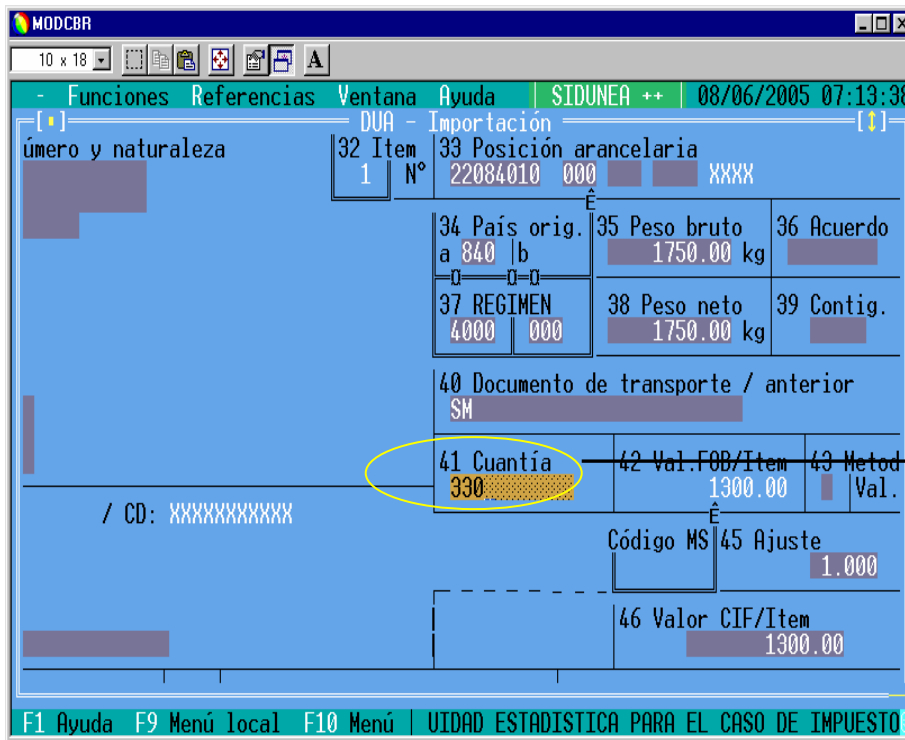 MODCBR
10 x 18
A
- Funciones Referencias Ventana Ayuda SIDUNEA ++ 08/06/2005 07:13:38
DUA - Importación
úmero y naturaleza 32 Item 33 Posición arancelaria
1 Nº 22084010 000 XXXX
34 País orig. 35 Peso bruto 36 Acuerdo
a 840 b 1750.00 kg
37 REGIMEN 38 Peso neto 39 Contig.
4000 000 1750.00 kg
40 Documento de transporte / anterior
SM
41 Cuantía 42 Val.FOB/Item 43 Metod
330 1300.00 Val.
/ CD: XXXXXXXXXXX
Código MS 45 Ajuste
1.000
46 Valor CIF/Item
1300.00
F1 Ayuda F9 Menú local F10 Menú UIDAD ESTADISTICA PARA EL CASO DE IMPUESTO